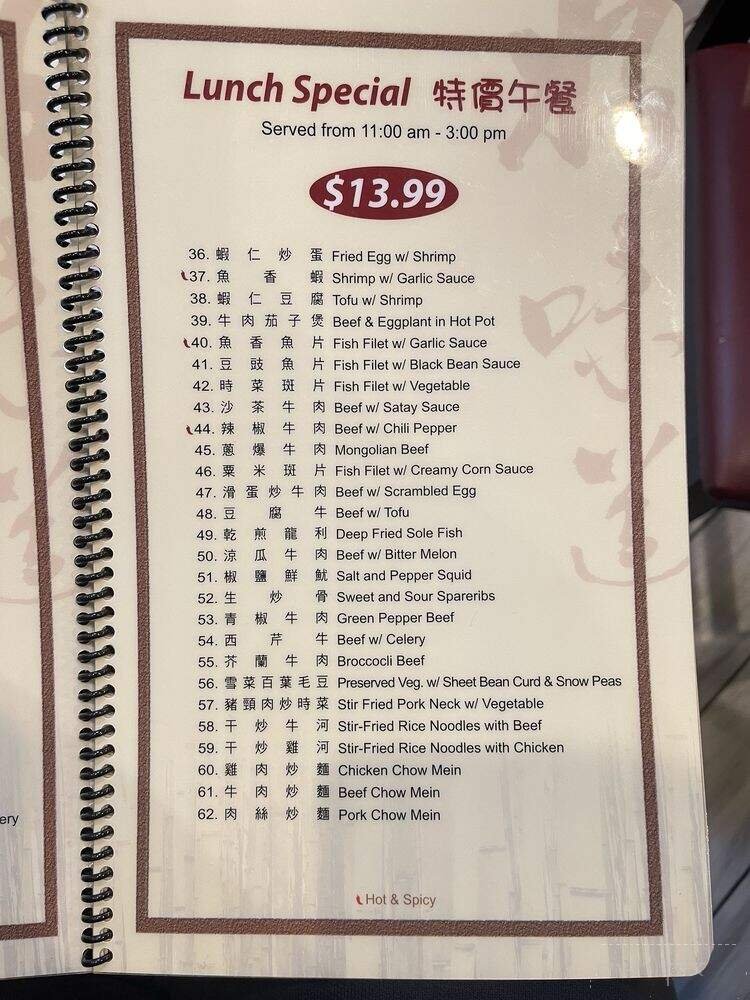 Lunch Special 特價午餐
Served from 11:00 am - 3:00 pm
$13.99
36. 蝦仁炒蛋 Fried Egg w/ Shrimp
37. 魚香蝦 Shrimp w/ Garlic Sauce
38. 蝦仁豆腐 Tofu w/ Shrimp
39. 牛肉茄子煲 Beef & Eggplant in Hot Pot
40. 魚香魚片 Fish Filet w/ Garlic Sauce
41. 豆豉魚片 Fish Filet w/ Black Bean Sauce
42. 時菜斑片 Fish Filet w/ Vegetable
43. 沙茶牛肉 Beef w/ Satay Sauce
44. 辣椒牛肉 Beef w/ Chili Pepper
45. 蔥爆牛肉 Mongolian Beef
46. 粟米斑片 Fish Filet w/ Creamy Corn Sauce
47. 滑蛋炒牛肉 Beef w/ Scrambled Egg
48. 豆腐牛 Beef w/ Tofu
49. 乾煎龍利 Deep Fried Sole Fish
50. 涼瓜牛肉 Beef w/ Bitter Melon
51. 椒鹽鮮魷 Salt and Pepper Squid
52. 生炒骨 Sweet and Sour Spareribs
53. 青椒牛肉 Green Pepper Beef
54. 西芹牛 Beef w/ Celery
55. 芥蘭牛肉 Broccocli Beef
56. 雪菜百葉毛豆 Preserved Veg. w/ Sheet Bean Curd & Snow Peas
57. 豬頸肉炒時菜 Stir Fried Pork Neck w/ Vegetable
58. 干炒牛河 Stir-Fried Rice Noodles with Beef
59. 干炒雞河 Stir-Fried Rice Noodles with Chicken
60. 雞肉炒麵 Chicken Chow Mein
61. 牛肉炒麵 Beef Chow Mein
62. 肉絲炒麵 Pork Chow Mein
Hot & Spicy
ery